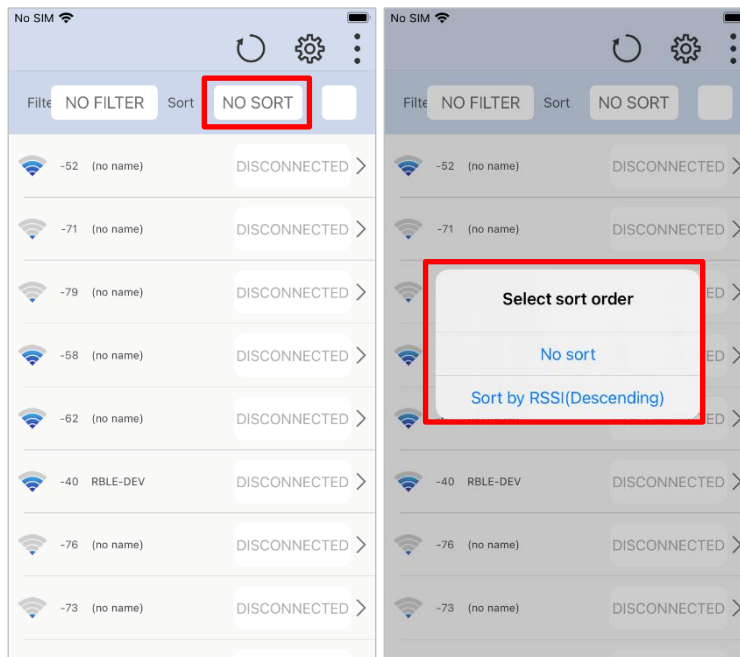 No SIM
Filte NO FILTER Sort NO SORT
-52 (no name) DISCONNECTED
-71 (no name) DISCONNECTED
-79 (no name) DISCONNECTED
-58 (no name) DISCONNECTED
-62 (no name) DISCONNECTED
-40 RBLE-DEV DISCONNECTED
-76 (no name) DISCONNECTED
-73 (no name) DISCONNECTED
No SIM
Filte NO FILTER Sort NO SORT
-52 (no name) DISCONNECTED
-71 (no name) DISCONNECTED
ED
Select sort order
No sort
ED
Sort by RSSI(Descending)
ED
-40 RBLE-DEV DISCONNECTED
-76 (no name) DISCONNECTED
-73 (no name) DISCONNECTED